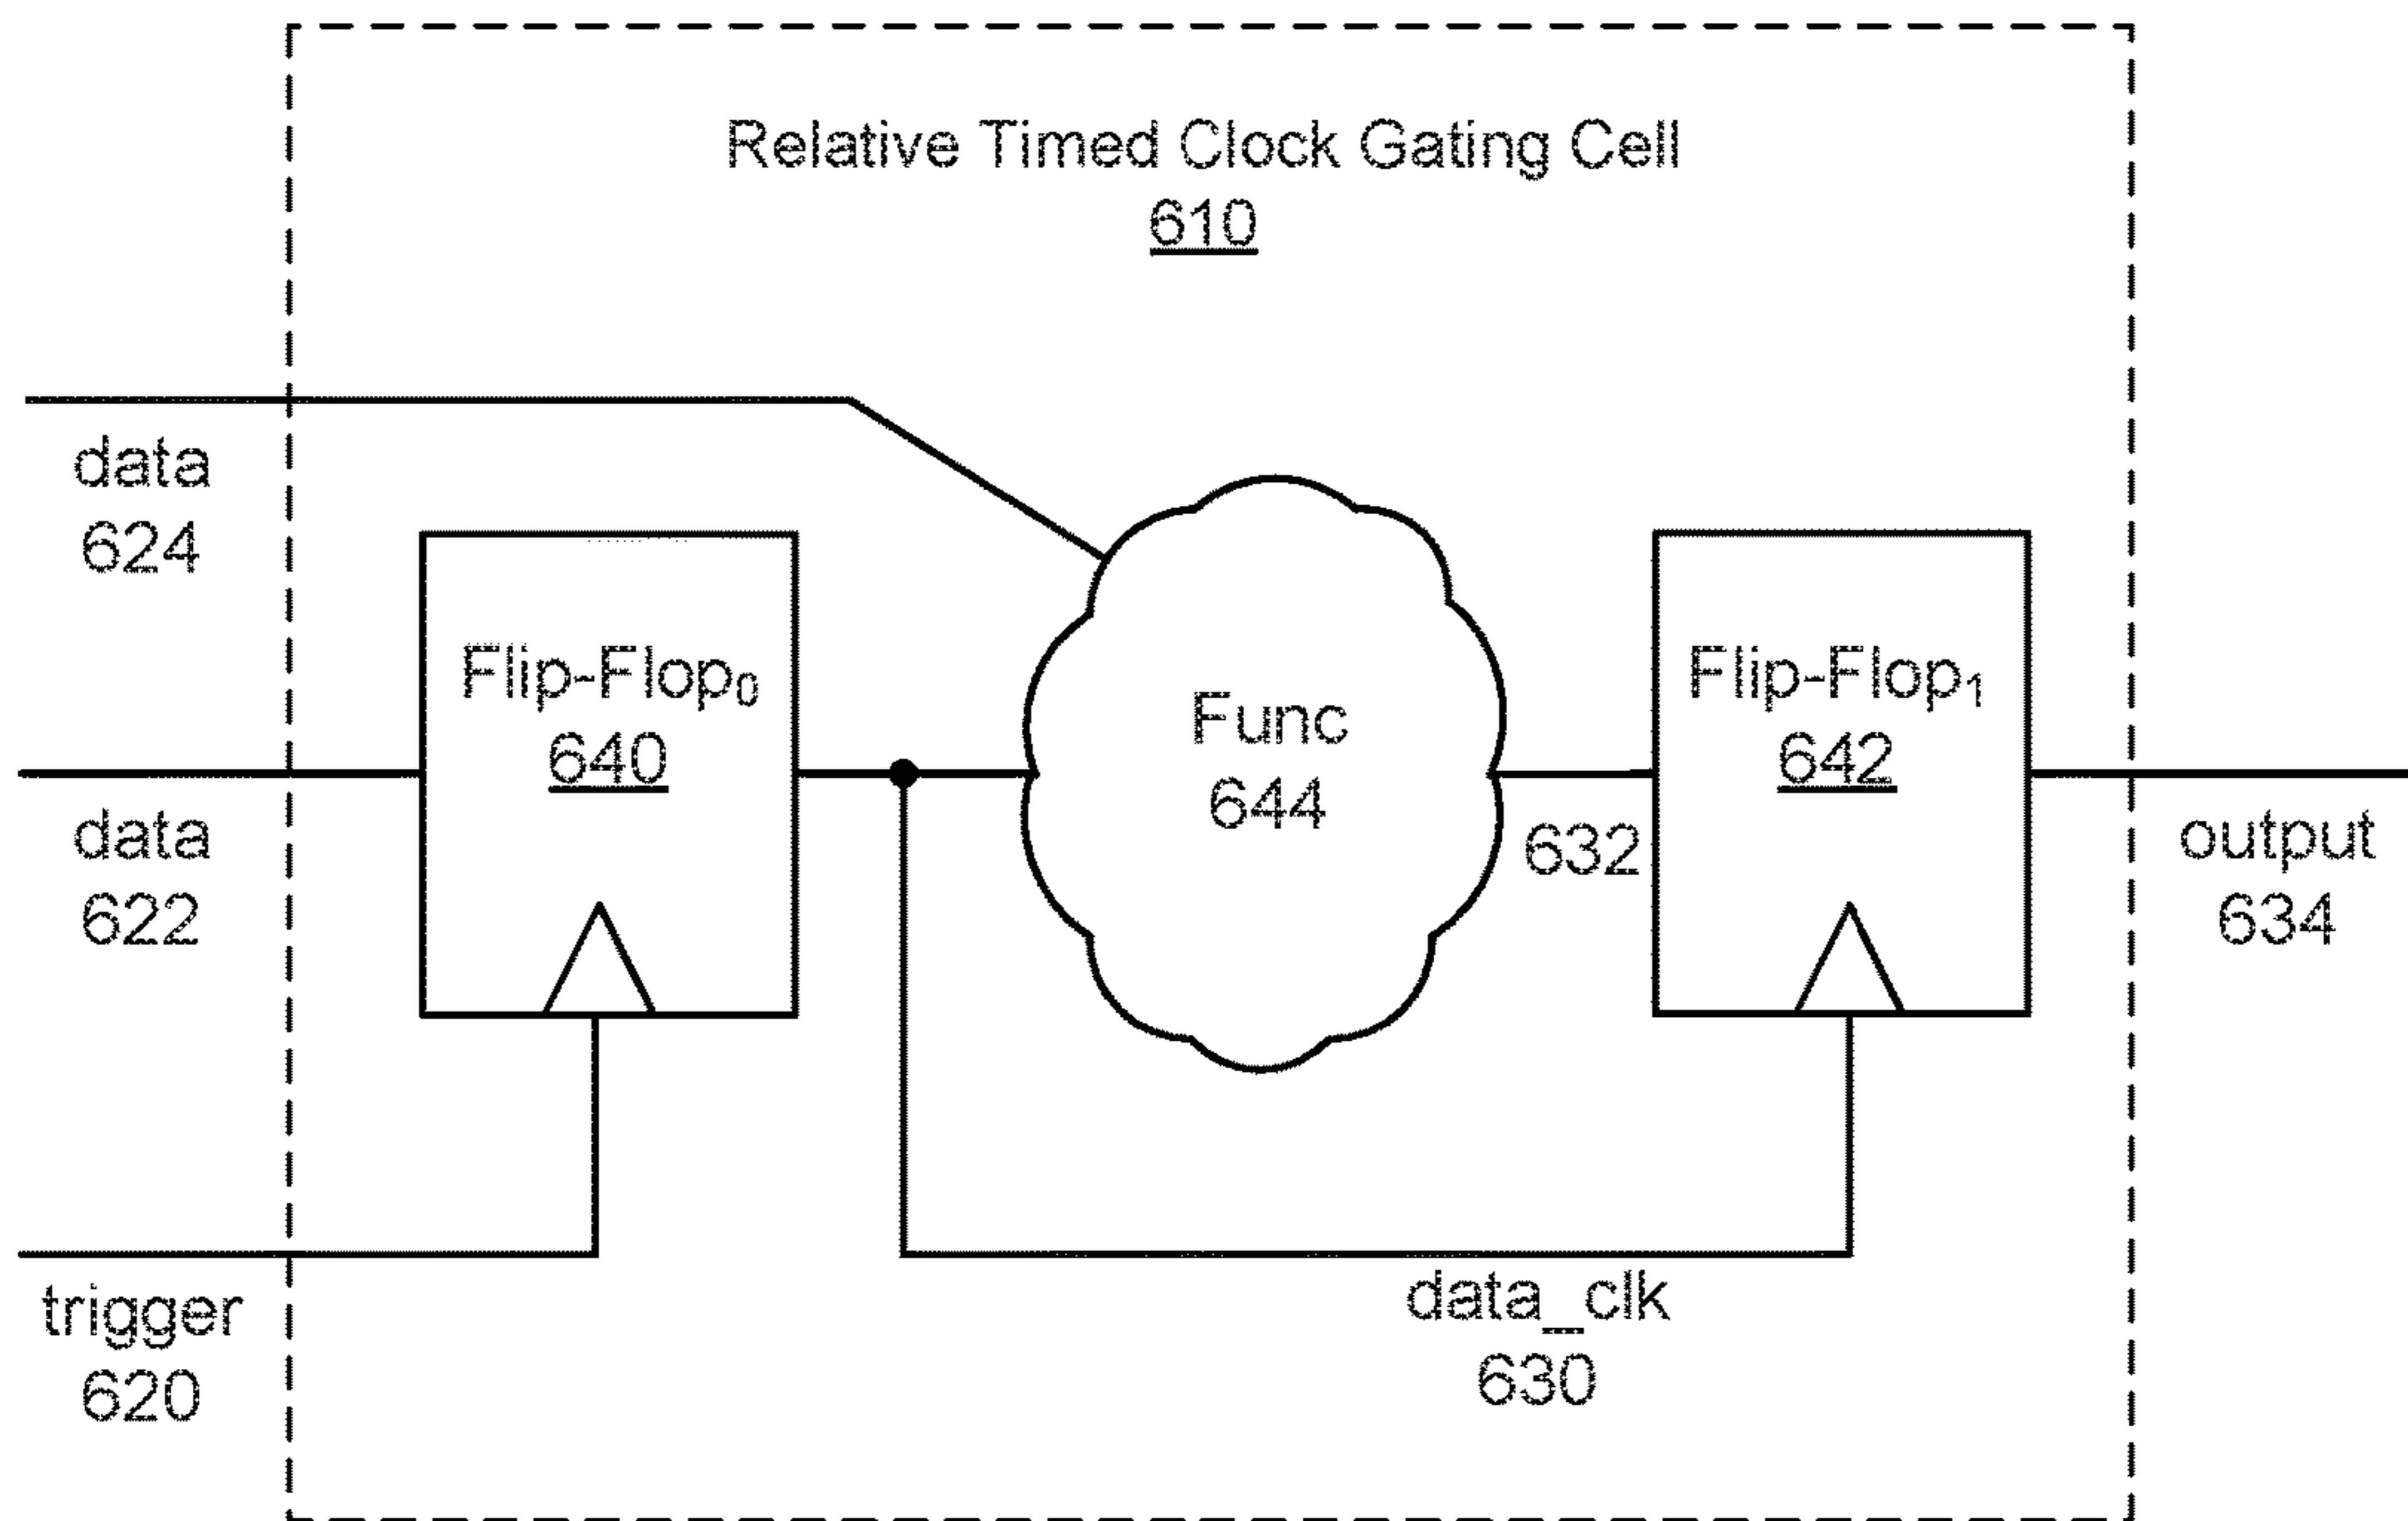 Relative Timed Clock Gating Cell
610
data
624
Flip-Flop₀
640
Func
644
Flip-Flop₁
642
data
622
632
output
634
trigger
620
data_clk
630